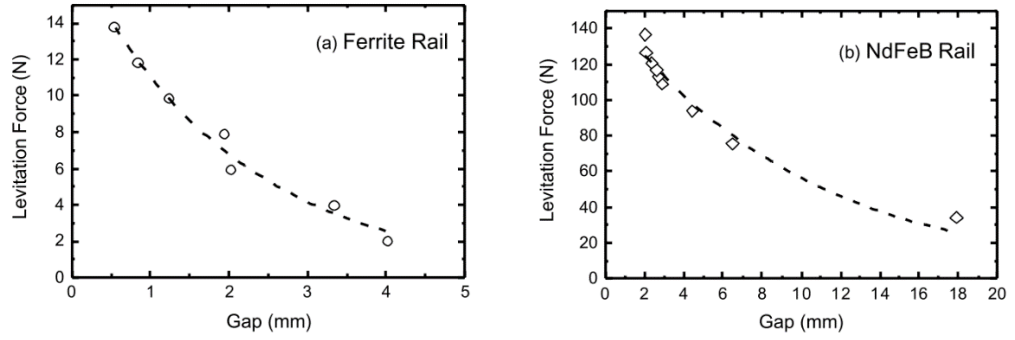 14
12
10
8
6
4
2
0
Levitation Force (N)
(a) Ferrite Rail
0 1 2 3 4 5
Gap (mm)
140
120
100
80
60
40
20
0
Levitation Force (N)
(b) NdFeB Rail
0 2 4 6 8 10 12 14 16 18 20
Gap (mm)